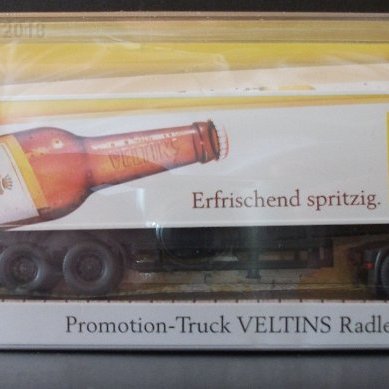 2018
VELTINS
Erfrischend spritzig.
Promotion-Truck VELTINS Radle